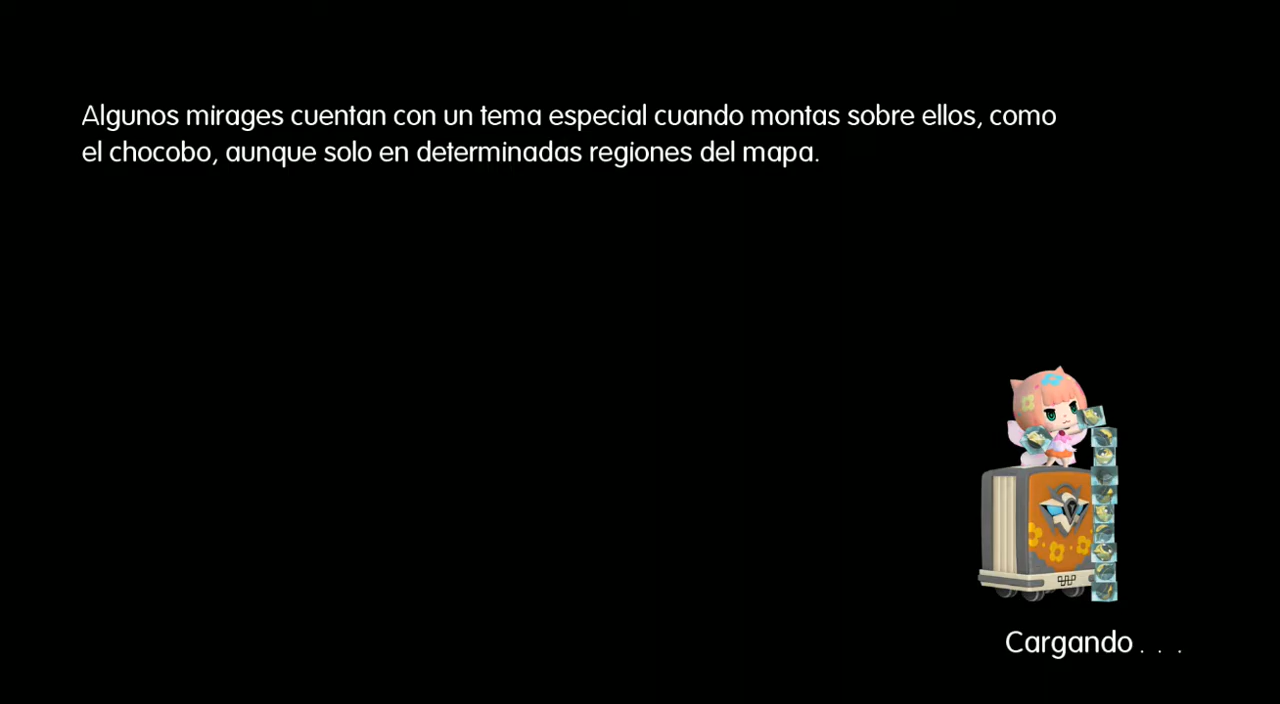 Algunos mirages cuentan con un tema especial cuando montas sobre ellos, como
el chocobo, aunque solo en determinadas regiones del mapa.
Cargando . . .